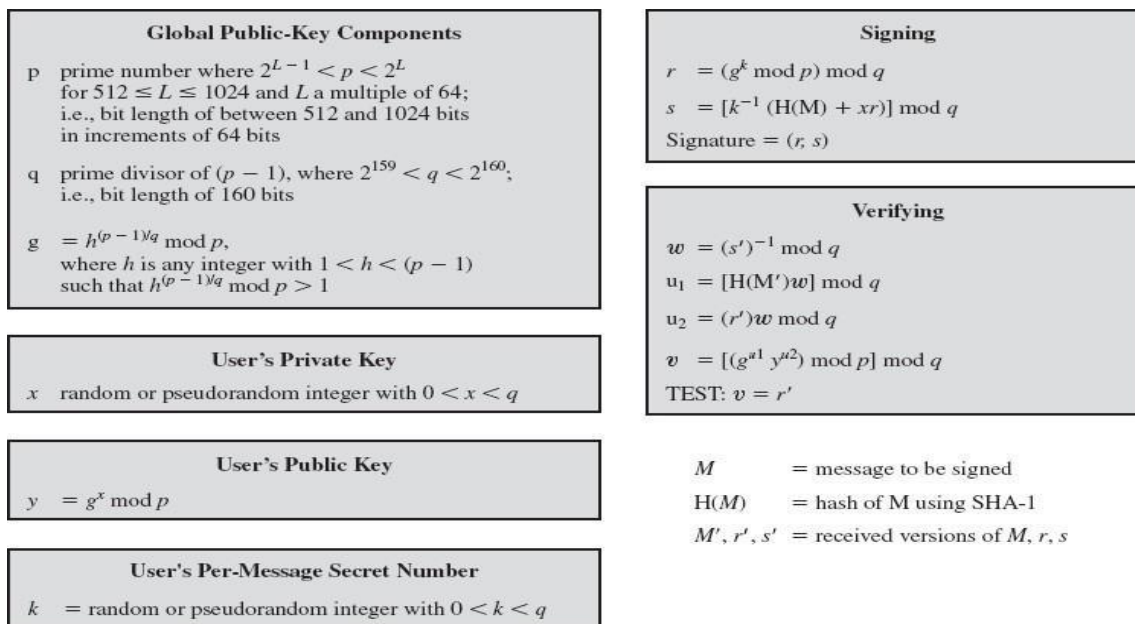 Global Public-Key Components
p prime number where 2^{L – 1} < p < 2^L
for 512 ≤ L ≤ 1024 and L a multiple of 64;
i.e., bit length of between 512 and 1024 bits
in increments of 64 bits
q prime divisor of (p – 1), where 2^{159} < q < 2^{160};
i.e., bit length of 160 bits
g = h^{(p – 1)/q} mod p,
where h is any integer with 1 < h < (p – 1)
such that h^{(p – 1)/q} mod p > 1
User's Private Key
x random or pseudorandom integer with 0 < x < q
User's Public Key
y = g^x mod p
User's Per-Message Secret Number
k = random or pseudorandom integer with 0 < k < q
Signing
r = (g^k mod p) mod q
s = [k^{–1} (H(M) + xr)] mod q
Signature = (r, s)
Verifying
w = (s')^{–1} mod q
u_1 = [H(M')w] mod q
u_2 = (r')w mod q
v = [(g^{u1} y^{u2}) mod p] mod q
TEST: v = r'
M = message to be signed
H(M) = hash of M using SHA-1
M', r', s' = received versions of M, r, s